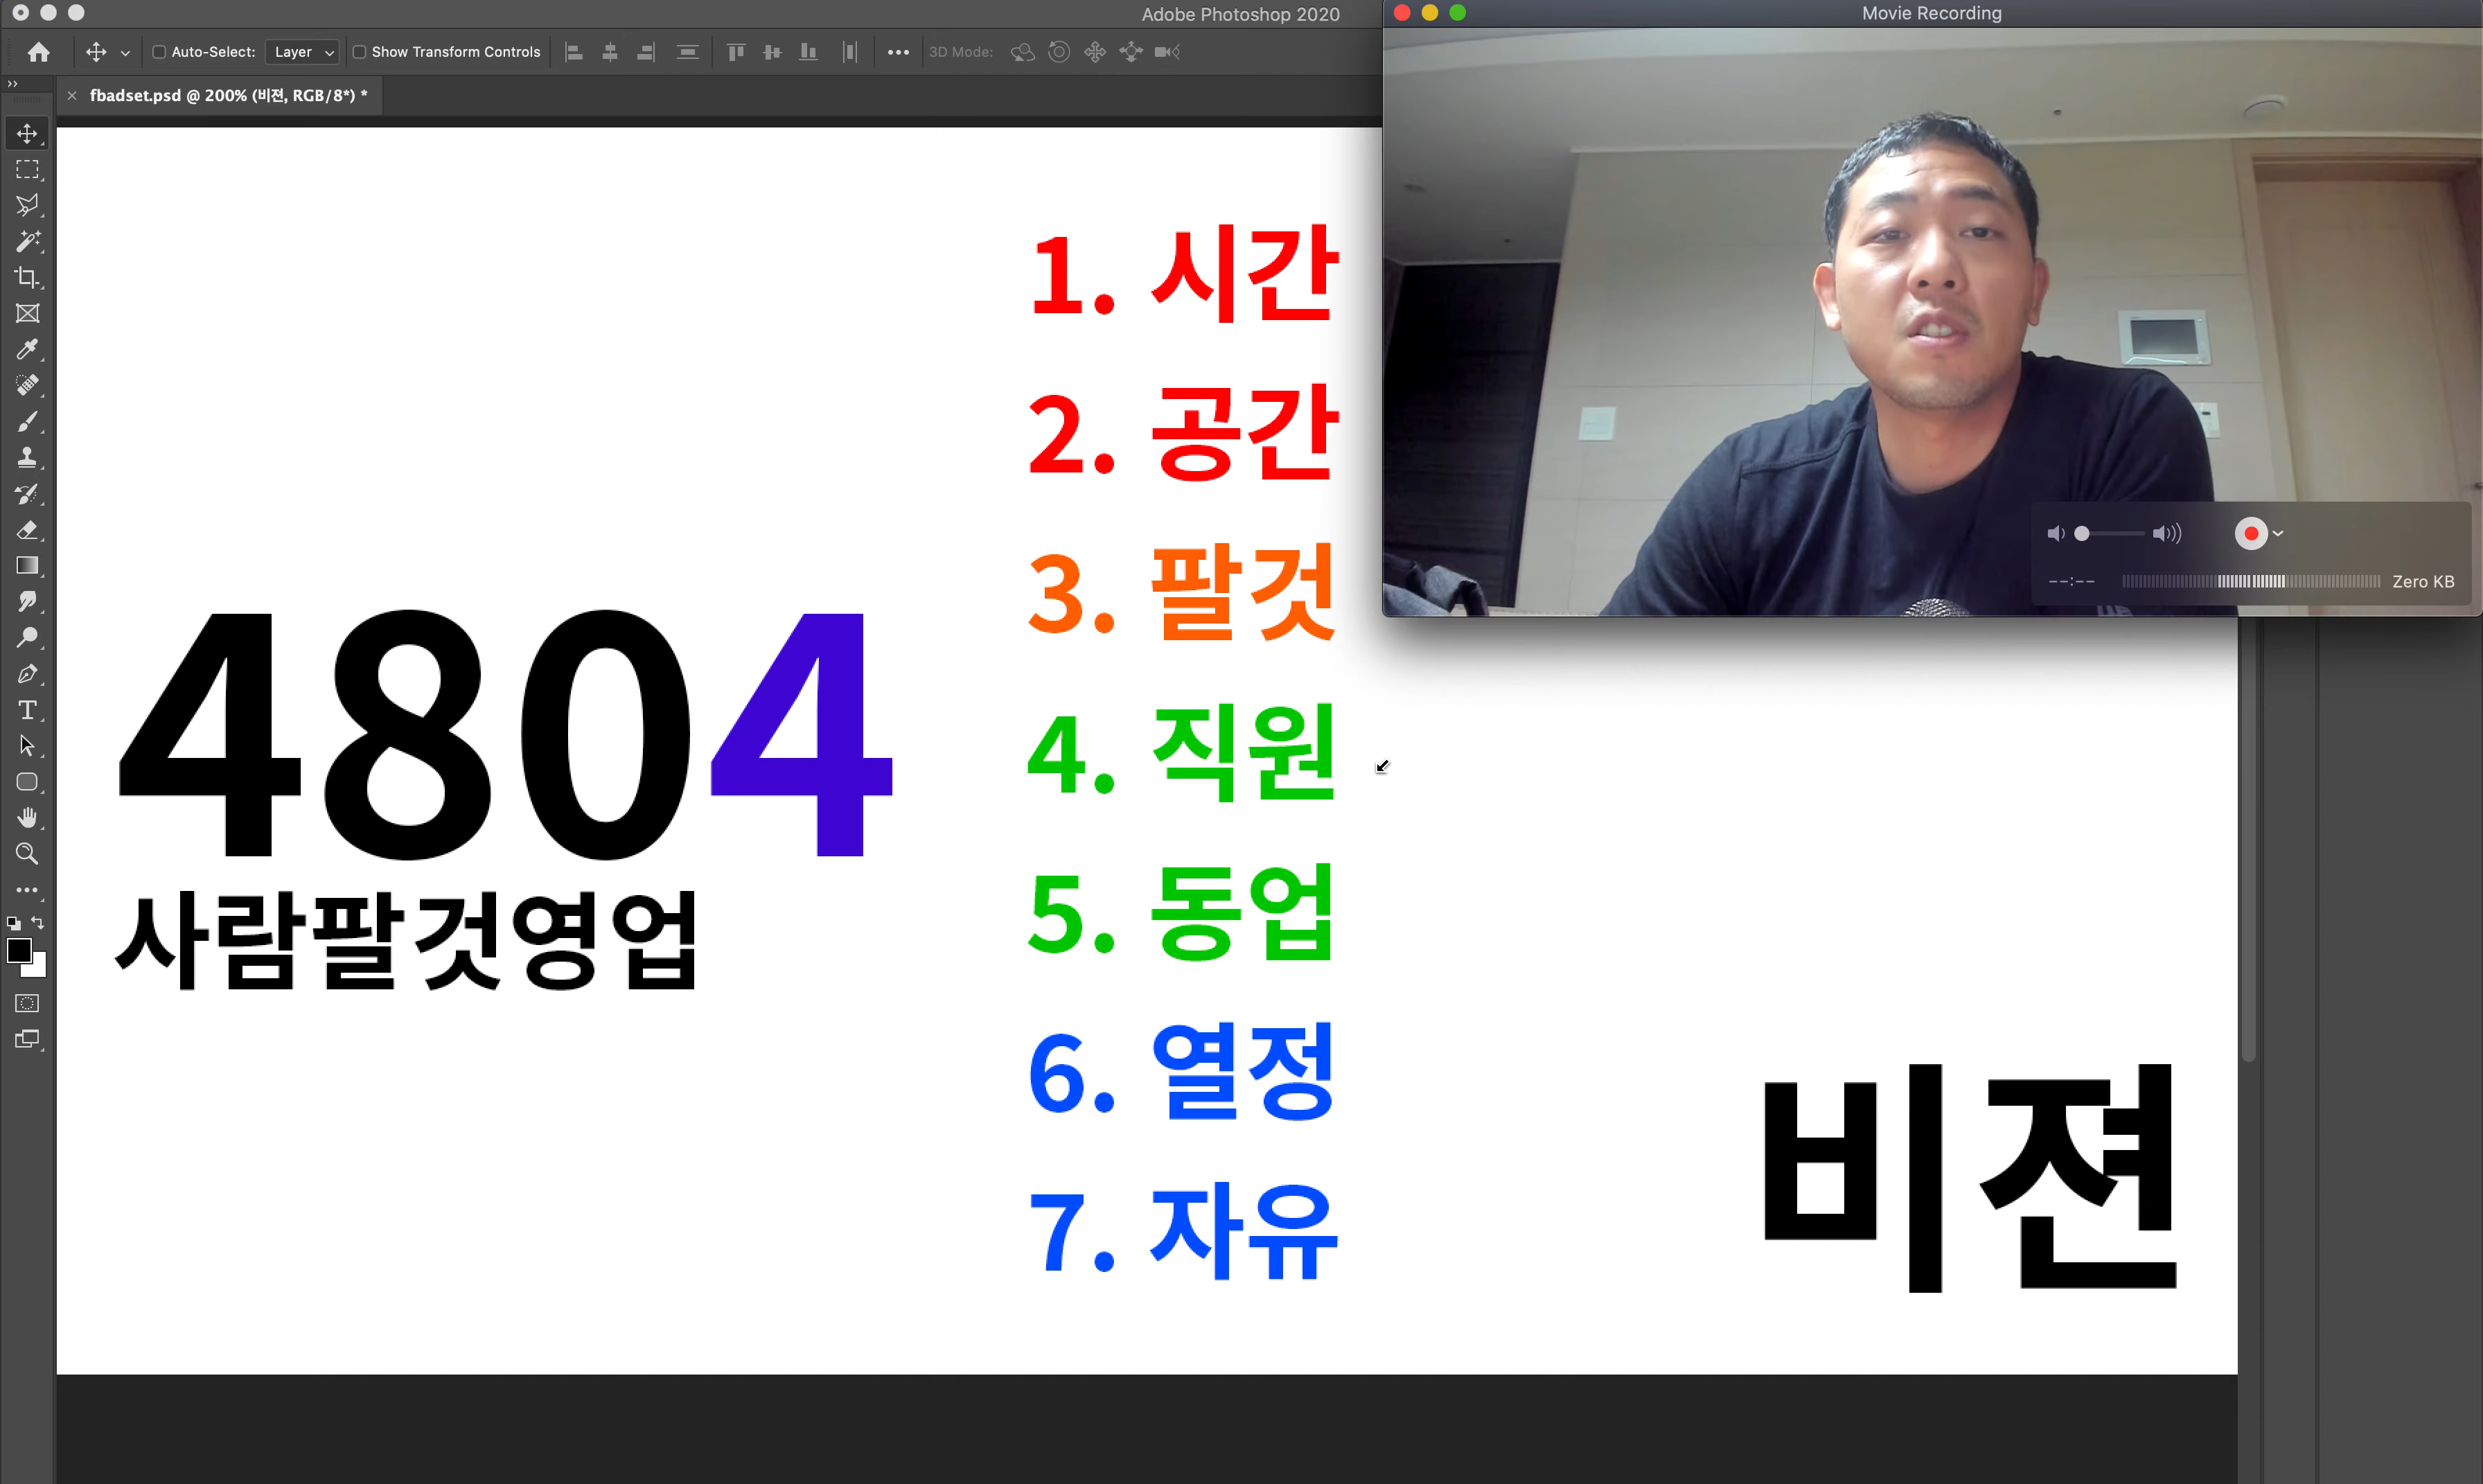 Adobe Photoshop 2020
Movie Recording
Auto-Select:
Layer
Show Transform Controls
3D Mode:
fbadset.psd @ 200% (비젼, RGB/8*) *
1. 시간
2. 공간
3. 팔것
4. 직원
5. 동업
6. 열정
7. 자유
4804
사람팔것영업
비젼
--:--
Zero KB